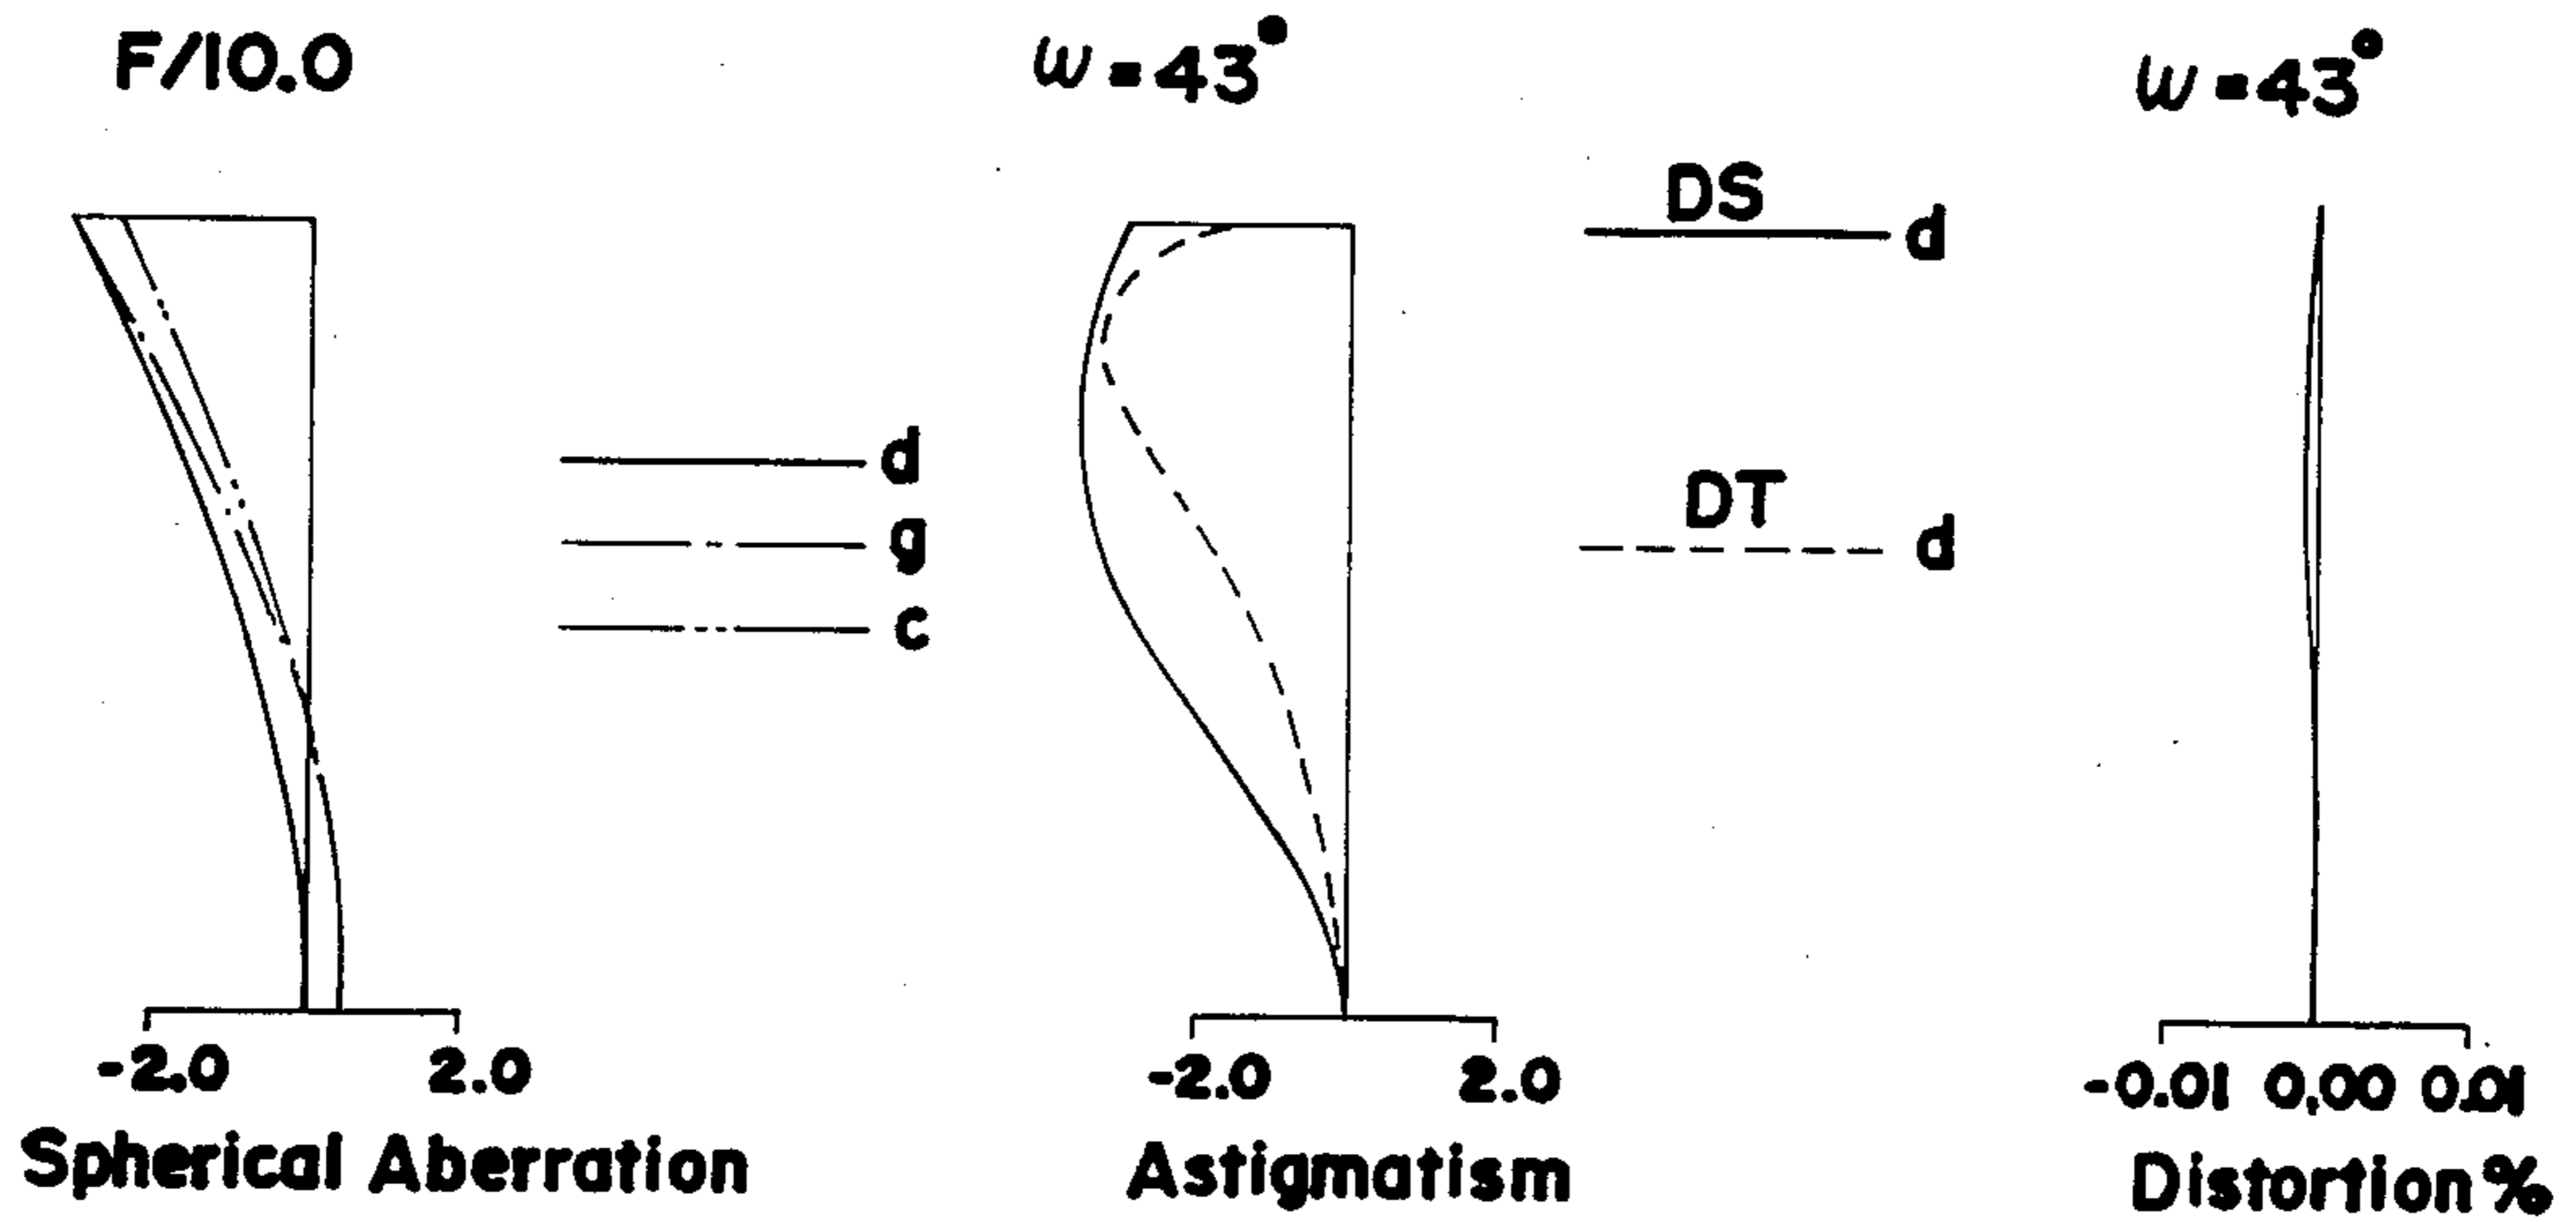 F/10.0
d
g
c
-2.0 2.0
Spherical Aberration
w=43°
DS
d
DT
d
-2.0 2.0
Astigmatism
w=43°
-0.01 0.00 0.01
Distortion%